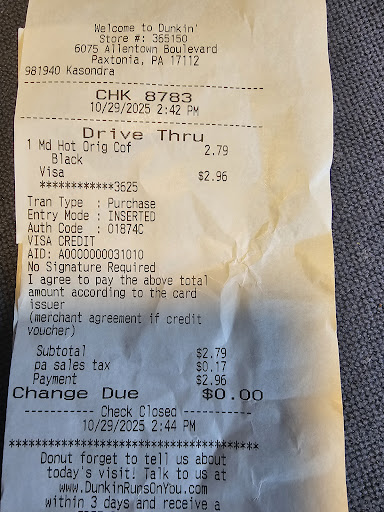 Welcome to Dunkin'
Store #: 365150
6075 Allentown Boulevard
Paxtonia, PA 17112
981940 Kasondra
CHK 8783
10/29/2025 2:42 PM
Drive Thru
1 Md Hot Orig Cof 2.79
Black
Visa $2.96
************3625
Tran Type : Purchase
Entry Mode : INSERTED
Auth Code : 01874C
VISA CREDIT
AID: A0000000031010
No Signature Required
I agree to pay the above total
amount according to the card
issuer
(merchant agreement if credit
voucher)
Subtotal $2.79
pa sales tax $0.17
Payment $2.96
Change Due $0.00
----------- Check Closed -----------
10/29/2025 2:44 PM
***************************************
Donut forget to tell us about
today's visit! Talk to us at
www.DunkinRunsOnYou.com
within 3 days and receive a